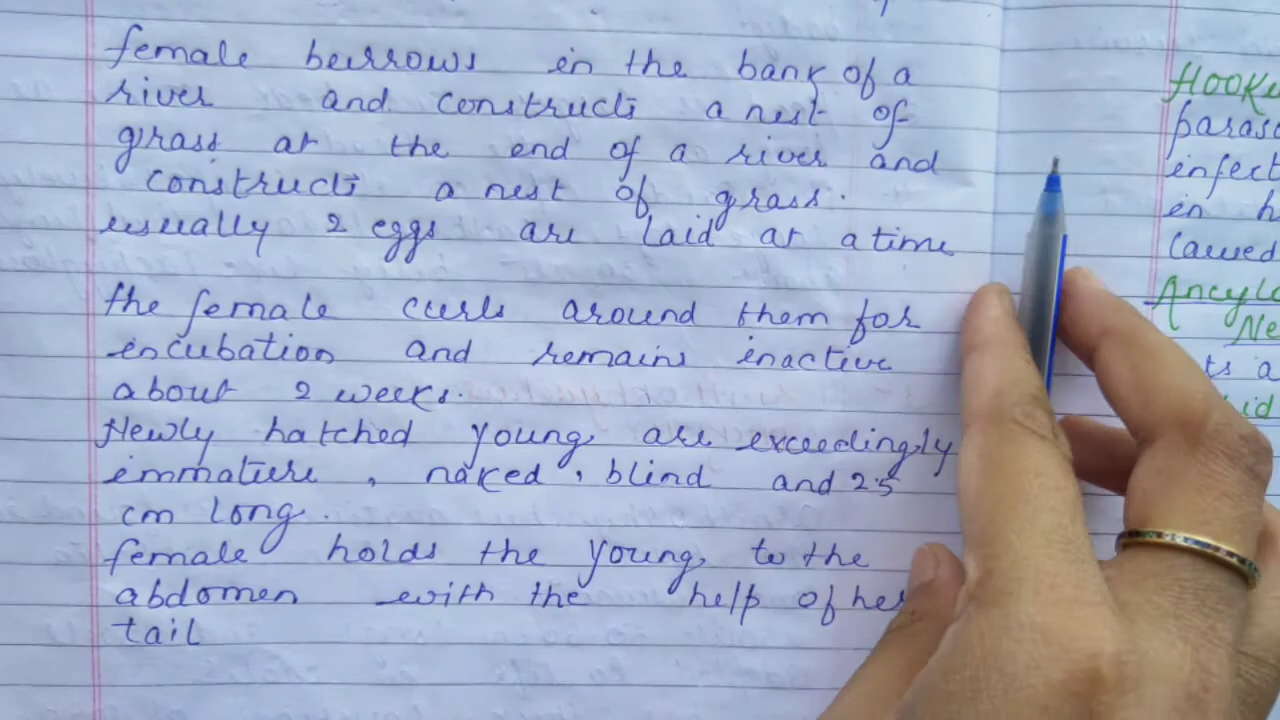 female burrows in the bank of a
river and constructs a nest of
grass at the end of a river and
constructs a nest of grass.
usually 2 eggs are laid at a time
the female curls around them for
incubation and remains inactive
about 2 weeks.
Newly hatched young are exceedingly
immature, naked, blind and 2.5
cm long.
female holds the young to the
abdomen with the help of her
tail
HOOK
paras
infect
in h
caused
Ancylo
Ne
ts a
id